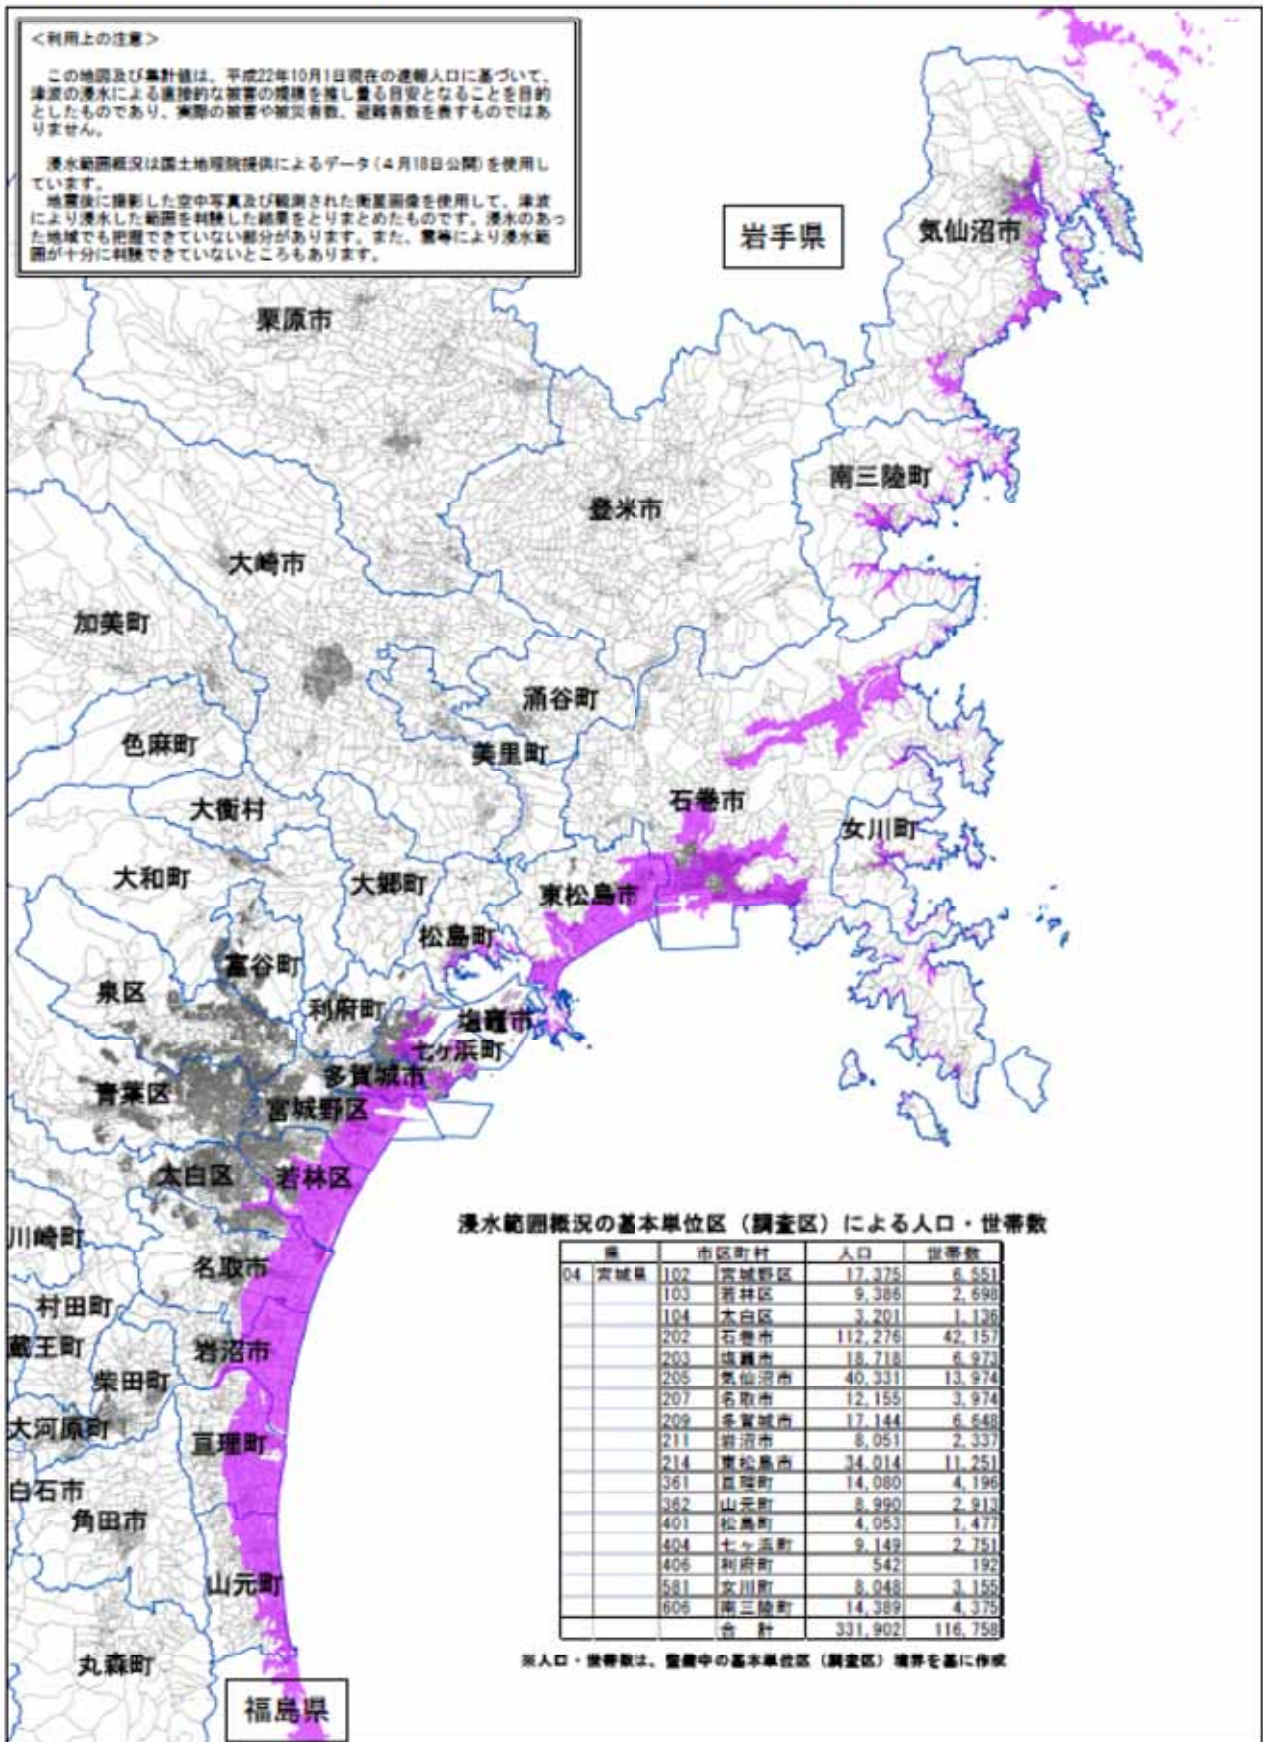 ＜利用上の注意＞
この地図及び集計値は、平成22年10月1日現在の速報人口に基づいて、
津波の浸水による直接的な被害の規模を推し量る目安となることを目的
としたものであり、実際の被害や被災者数、避難者数を表すものではあ
りません。
浸水範囲概況は国土地理院提供によるデータ(4月18日公開)を使用し
ています。
地震後に撮影した空中写真及び観測された衛星画像を使用して、津波
により浸水した範囲を判読した結果をとりまとめたものです。浸水のあっ
た地域でも把握できていない部分があります。また、雲等により浸水範
囲が十分に判読できていないところもあります。
岩手県
気仙沼市
栗原市
南三陸町
登米市
大崎市
加美町
涌谷町
色麻町
美里町
大衡村
石巻市
女川町
大和町
大郷町
東松島市
松島町
富谷町
泉区
利府町
塩竈市
七ヶ浜町
多賀城市
青葉区
宮城野区
太白区
若林区
川崎町
名取市
村田町
蔵王町
岩沼市
柴田町
大河原町
亘理町
白石市
角田市
山元町
丸森町
福島県
浸水範囲概況の基本単位区（調査区）による人口・世帯数
県 市区町村 人口 世帯数
04 宮城県 102 宮城野区 17,375 6,551
103 若林区 9,386 2,698
104 太白区 3,201 1,136
202 石巻市 112,276 42,157
203 塩竈市 18,718 6,973
205 気仙沼市 40,331 13,974
207 名取市 12,155 3,974
209 多賀城市 17,144 6,648
211 岩沼市 8,051 2,337
214 東松島市 34,014 11,251
361 亘理町 14,080 4,196
362 山元町 8,990 2,913
401 松島町 4,053 1,477
404 七ヶ浜町 9,149 2,751
406 利府町 542 192
581 女川町 8,048 3,155
606 南三陸町 14,389 4,375
合 計 331,902 116,758
※人口・世帯数は、整備中の基本単位区（調査区）境界を基に作成